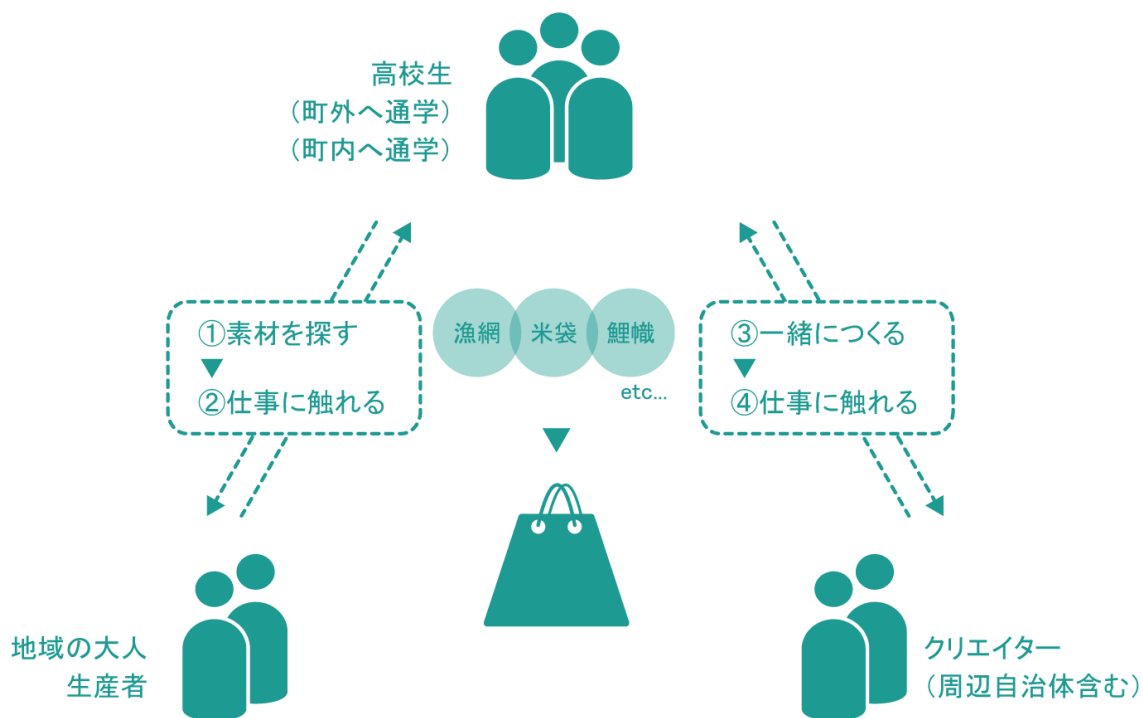 高校生
（町外へ通学）
（町内へ通学）
①素材を探す
▼
②仕事に触れる
漁網 米袋 鯉幟
etc...
▼
③一緒につくる
▼
④仕事に触れる
地域の大人
生産者
クリエイター
（周辺自治体含む）